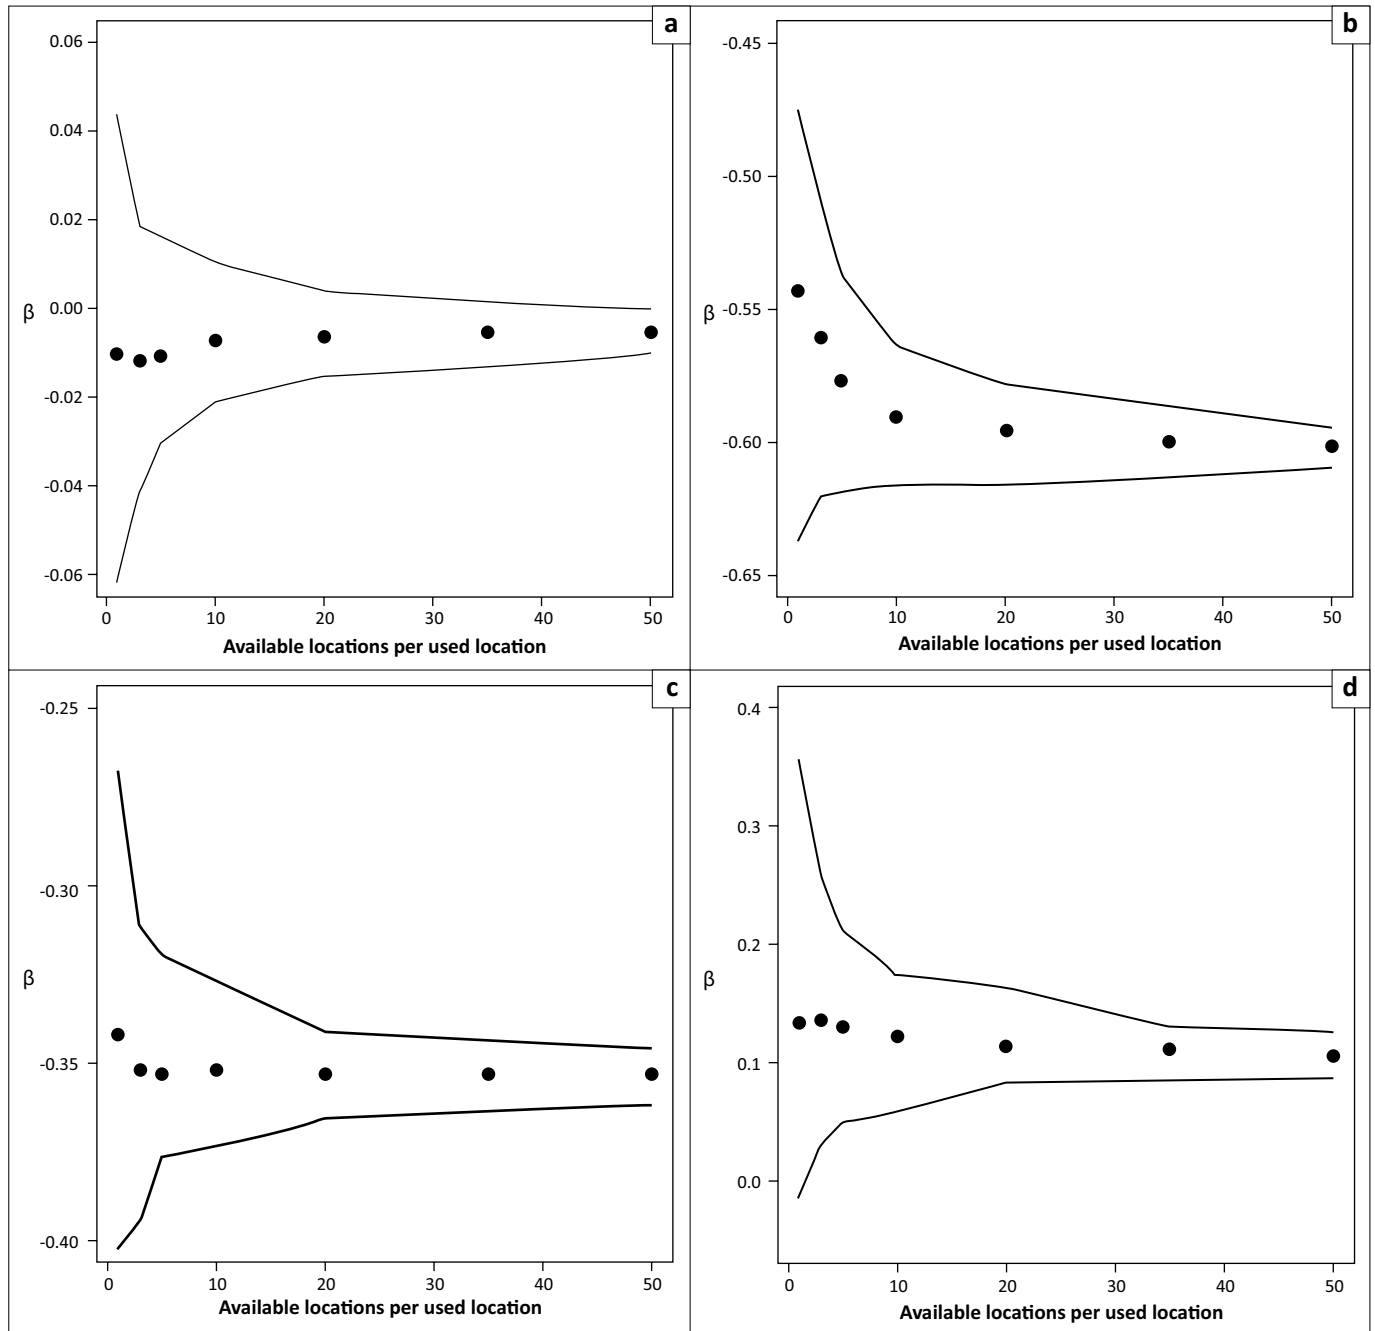 a
0.06
0.04
0.02
0.00
-0.02
-0.04
-0.06
β
0 10 20 30 40 50
Available locations per used location
b
-0.45
-0.50
-0.55
-0.60
-0.65
β
0 10 20 30 40 50
Available locations per used location
c
-0.25
-0.30
-0.35
-0.40
β
0 10 20 30 40 50
Available locations per used location
d
0.4
0.3
0.2
0.1
0.0
β
0 10 20 30 40 50
Available locations per used location